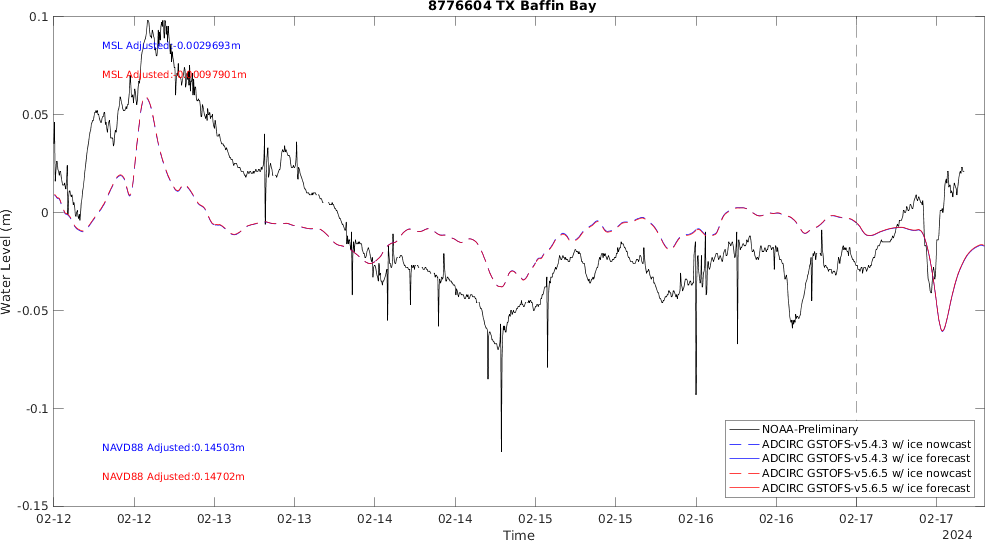 8776604 TX Baffin Bay
MSL Adjusted:-0.0029693m
MSL Adjusted:-0.0097901m
NAVD88 Adjusted:0.14503m
NAVD88 Adjusted:0.14702m
Water Level (m)
0.1
0.05
0
-0.05
-0.1
-0.15
NOAA-Preliminary
ADCIRC GSTOFS-v5.4.3 w/ ice nowcast
ADCIRC GSTOFS-v5.4.3 w/ ice forecast
ADCIRC GSTOFS-v5.6.5 w/ ice nowcast
ADCIRC GSTOFS-v5.6.5 w/ ice forecast
02-12 02-12 02-13 02-13 02-14 02-14 02-15 02-15 02-16 02-16 02-17 02-17
Time
2024